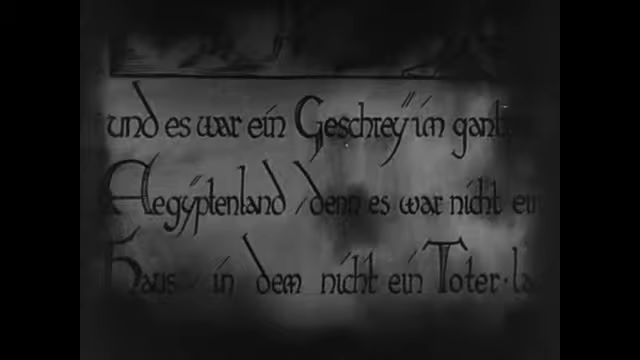 und es war ein Geschrey im
Aegyptenland / denn es war nicht
Haus / in dem nicht ein Toter